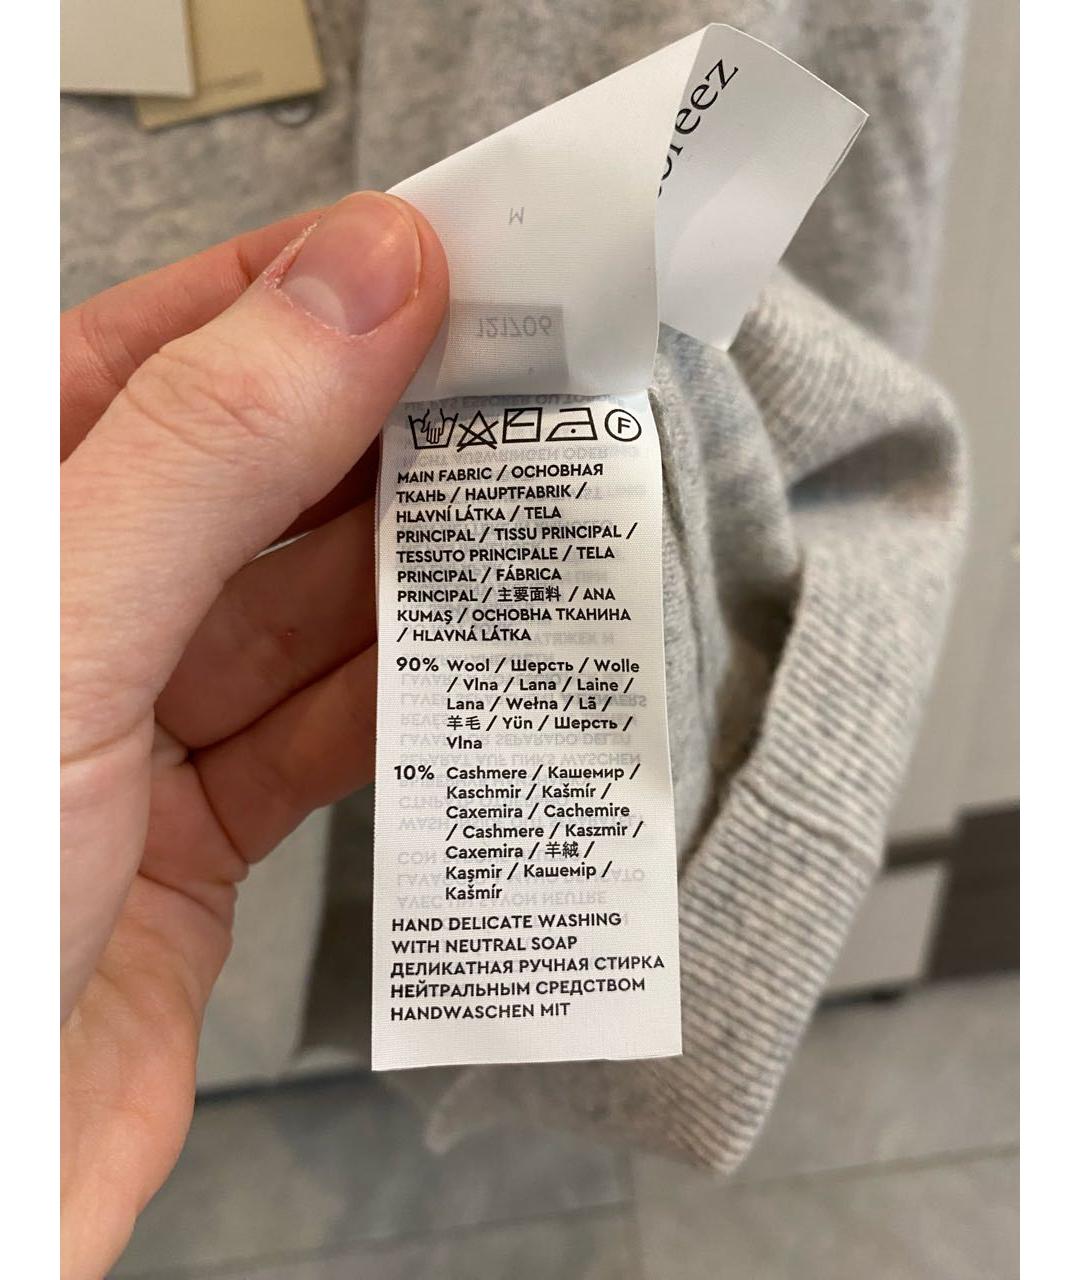 M
121706
F
MAIN FABRIC / ОСНОВНАЯ
ТКАНЬ / HAUPTFABRIK /
HLAVNÍ LÁTKA / TELA
PRINCIPAL / TISSU PRINCIPAL /
TESSUTO PRINCIPALE / TELA
PRINCIPAL / FÁBRICA
PRINCIPAL / 主要面料 / ANA
KUMAŞ / ОСНОВНА ТКАНИНА
/ HLAVNÁ LÁTKA
90% Wool / Шерсть / Wolle
/ Vlna / Lana / Laine /
Lana / Wełna / Lã /
羊毛 / Yün / Шерсть /
Vlna
10% Cashmere / Кашемир /
Kaschmir / Kašmír /
Caxemira / Cachemire
/ Cashmere / Kaszmir /
Caxemira / 羊絨 /
Kaşmir / Кашемір /
Kašmír
HAND DELICATE WASHING
WITH NEUTRAL SOAP
ДЕЛИКАТНАЯ РУЧНАЯ СТИРКА
НЕЙТРАЛЬНЫМ СРЕДСТВОМ
HANDWASCHEN MIT